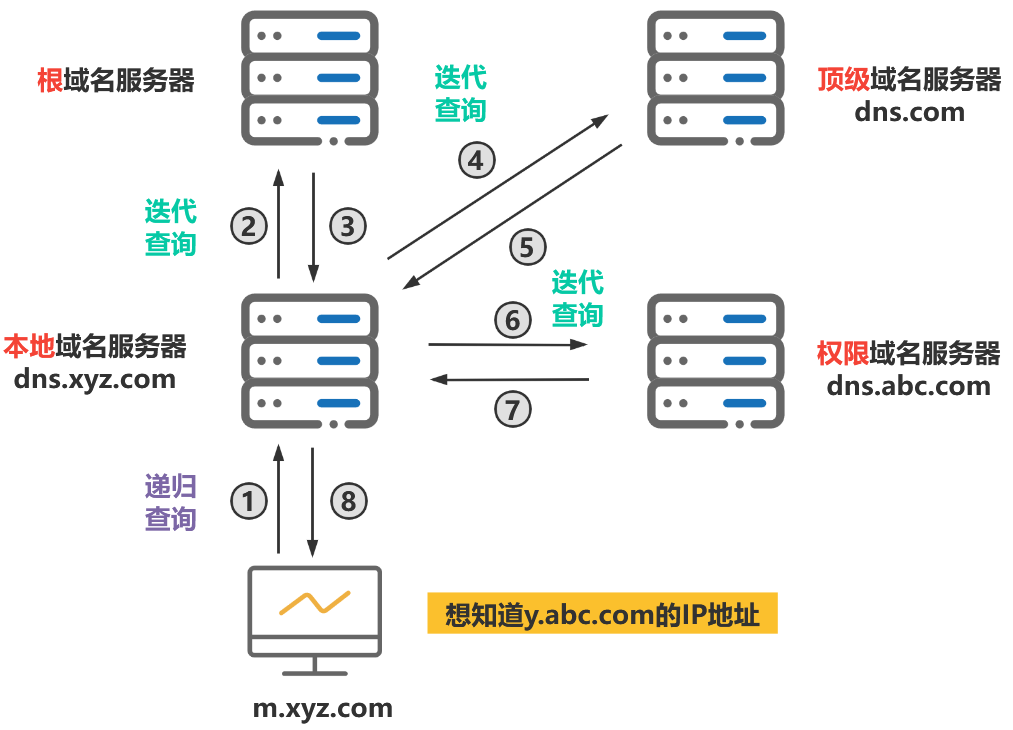 根域名服务器
迭代
查询
顶级域名服务器
dns.com
4
迭代
查询
2
3
5
迭代
查询
6
本地域名服务器
dns.xyz.com
权限域名服务器
dns.abc.com
7
递归
查询
1
8
想知道y.abc.com的IP地址
m.xyz.com